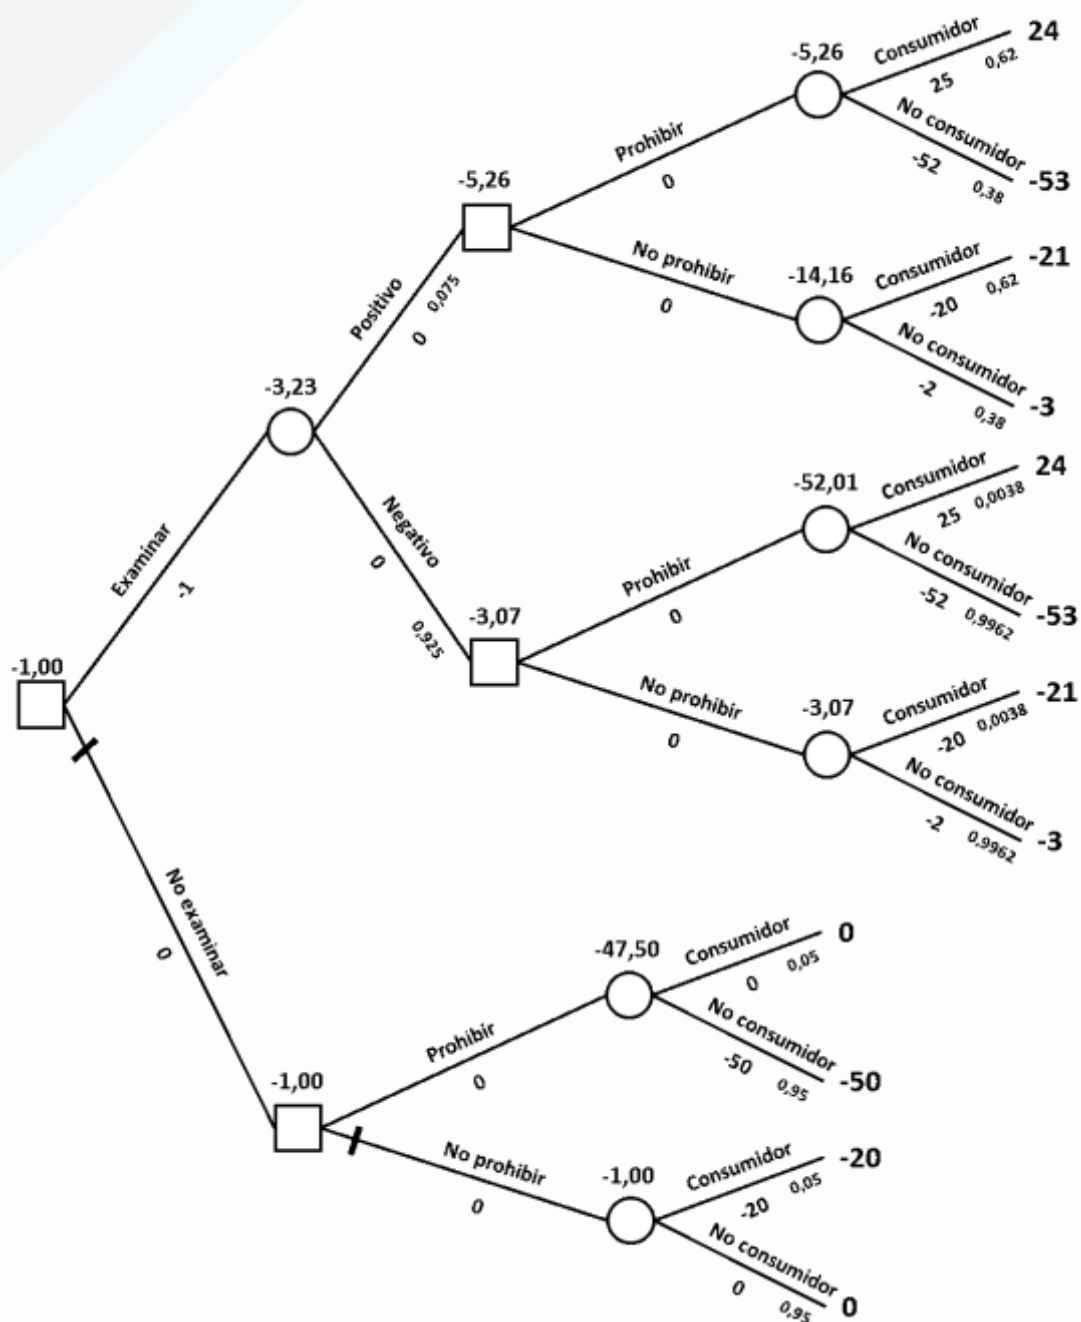 -5,26
Consumidor
24
25
0,62
No consumidor
-53
-52
0,38
Prohibir
0
-5,26
No prohibir
0
-14,16
Consumidor
-21
-20
0,62
No consumidor
-3
-2
0,38
Positivo
0
0,075
-3,23
Examinar
-1
Negativo
0
0,925
-52,01
Consumidor
24
25
0,0038
No consumidor
-53
-52
0,9962
Prohibir
0
-3,07
No prohibir
0
-3,07
Consumidor
-21
-20
0,0038
No consumidor
-3
-2
0,9962
-1,00
No examinar
0
-47,50
Consumidor
0
0
0,05
No consumidor
-50
-50
0,95
Prohibir
0
-1,00
No prohibir
0
-1,00
Consumidor
-20
-20
0,05
No consumidor
0
0
0,95